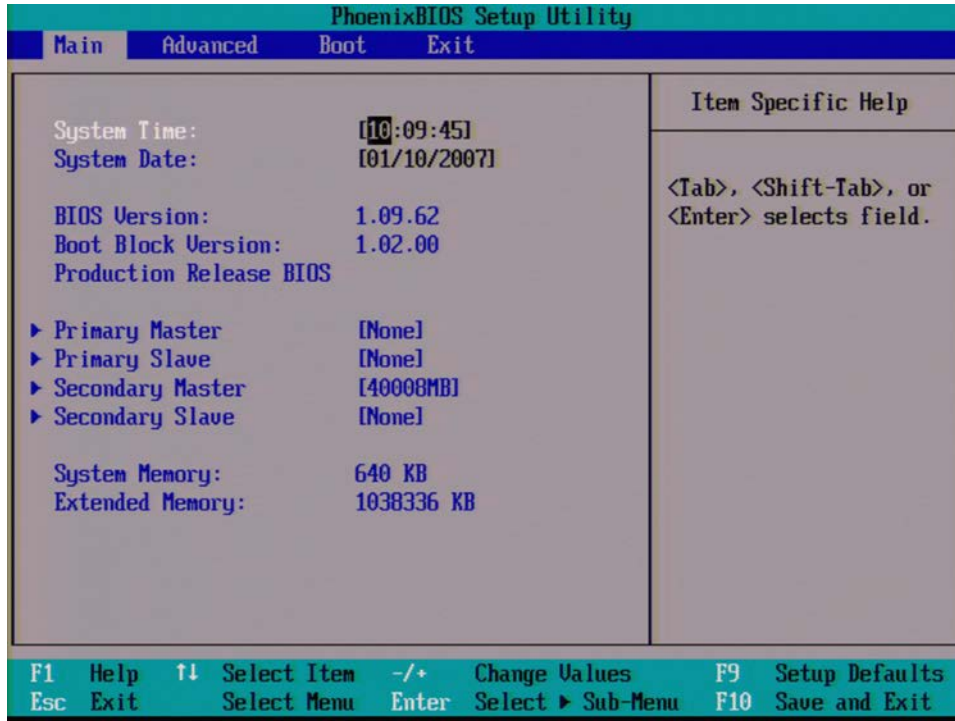 PhoenixBIOS Setup Utility
Main Advanced Boot Exit
Item Specific Help
System Time: [10:09:45]
System Date: [01/10/2007]
<Tab>, <Shift-Tab>, or
<Enter> selects field.
BIOS Version: 1.09.62
Boot Block Version: 1.02.00
Production Release BIOS
▶ Primary Master [None]
▶ Primary Slave [None]
▶ Secondary Master [40008MB]
▶ Secondary Slave [None]
System Memory: 640 KB
Extended Memory: 1038336 KB
F1 Help ↑↓ Select Item -/+ Change Values F9 Setup Defaults
Esc Exit Select Menu Enter Select ▶ Sub-Menu F10 Save and Exit